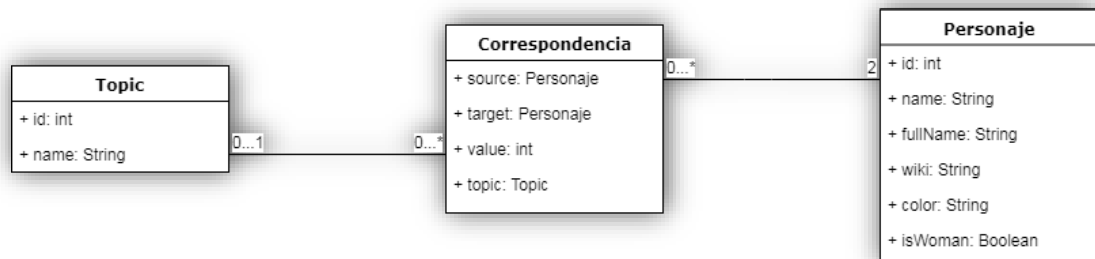 Topic
+ id: int
+ name: String
0...1
0...*
Correspondencia
+ source: Personaje
+ target: Personaje
+ value: int
+ topic: Topic
0...*
2
Personaje
+ id: int
+ name: String
+ fullName: String
+ wiki: String
+ color: String
+ isWoman: Boolean